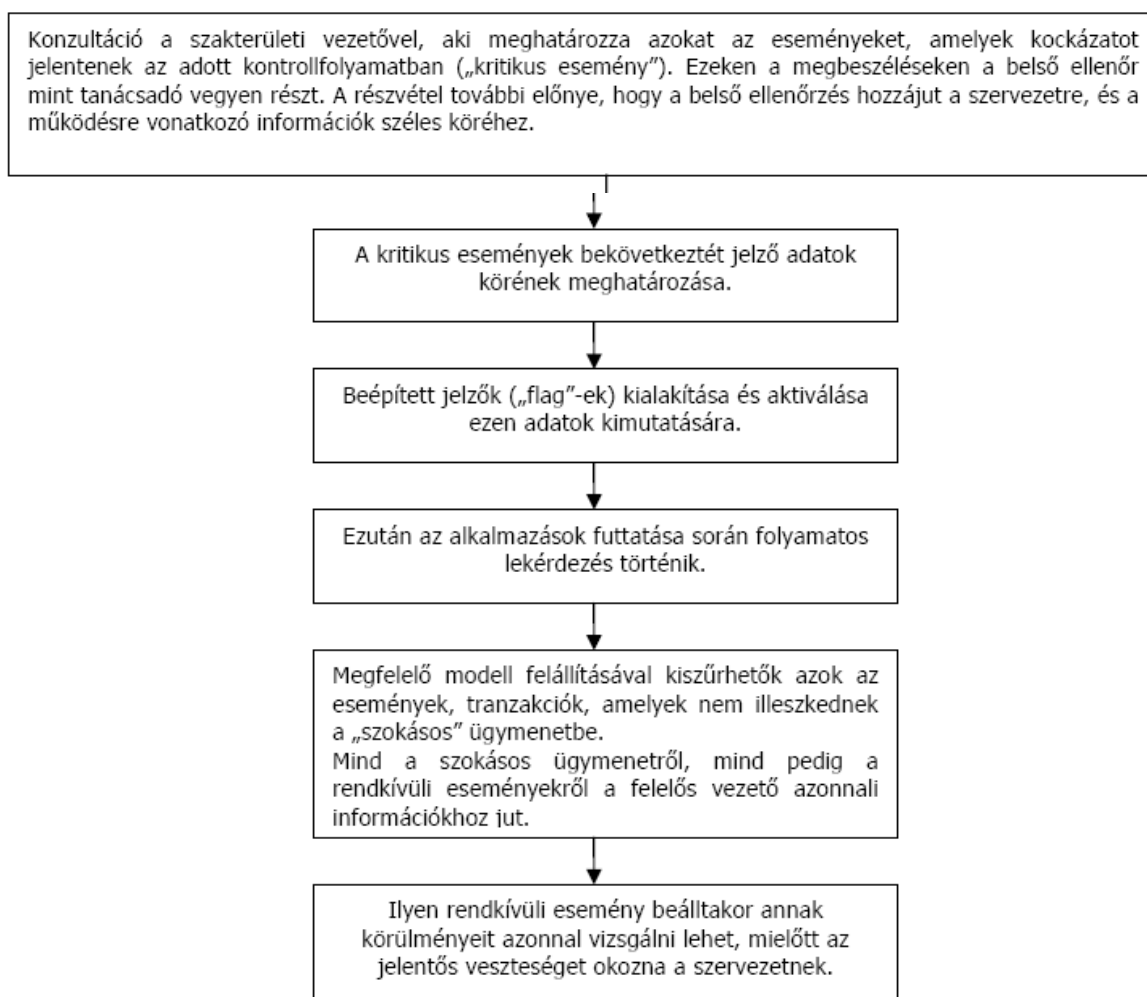 Konzultáció a szakterületi vezetővel, aki meghatározza azokat az eseményeket, amelyek kockázatot
jelentenek az adott kontrollfolyamatban („kritikus esemény”). Ezeken a megbeszéléseken a belső ellenőr
mint tanácsadó vegyen részt. A részvétel további előnye, hogy a belső ellenőrzés hozzájut a szervezetre, és a
működésre vonatkozó információk széles köréhez.
A kritikus események bekövetkeztét jelző adatok
körének meghatározása.
Beépített jelzők („flag”-ek) kialakítása és aktiválása
ezen adatok kimutatására.
Ezután az alkalmazások futtatása során folyamatos
lekérdezés történik.
Megfelelő modell felállításával kiszűrhetők azok az
események, tranzakciók, amelyek nem illeszkednek
a „szokásos” ügymenetbe.
Mind a szokásos ügymenetről, mind pedig a
rendkívüli eseményekről a felelős vezető azonnali
információkhoz jut.
Ilyen rendkívüli esemény beálltakor annak
körülményeit azonnal vizsgálni lehet, mielőtt az
jelentős veszteséget okozna a szervezetnek.